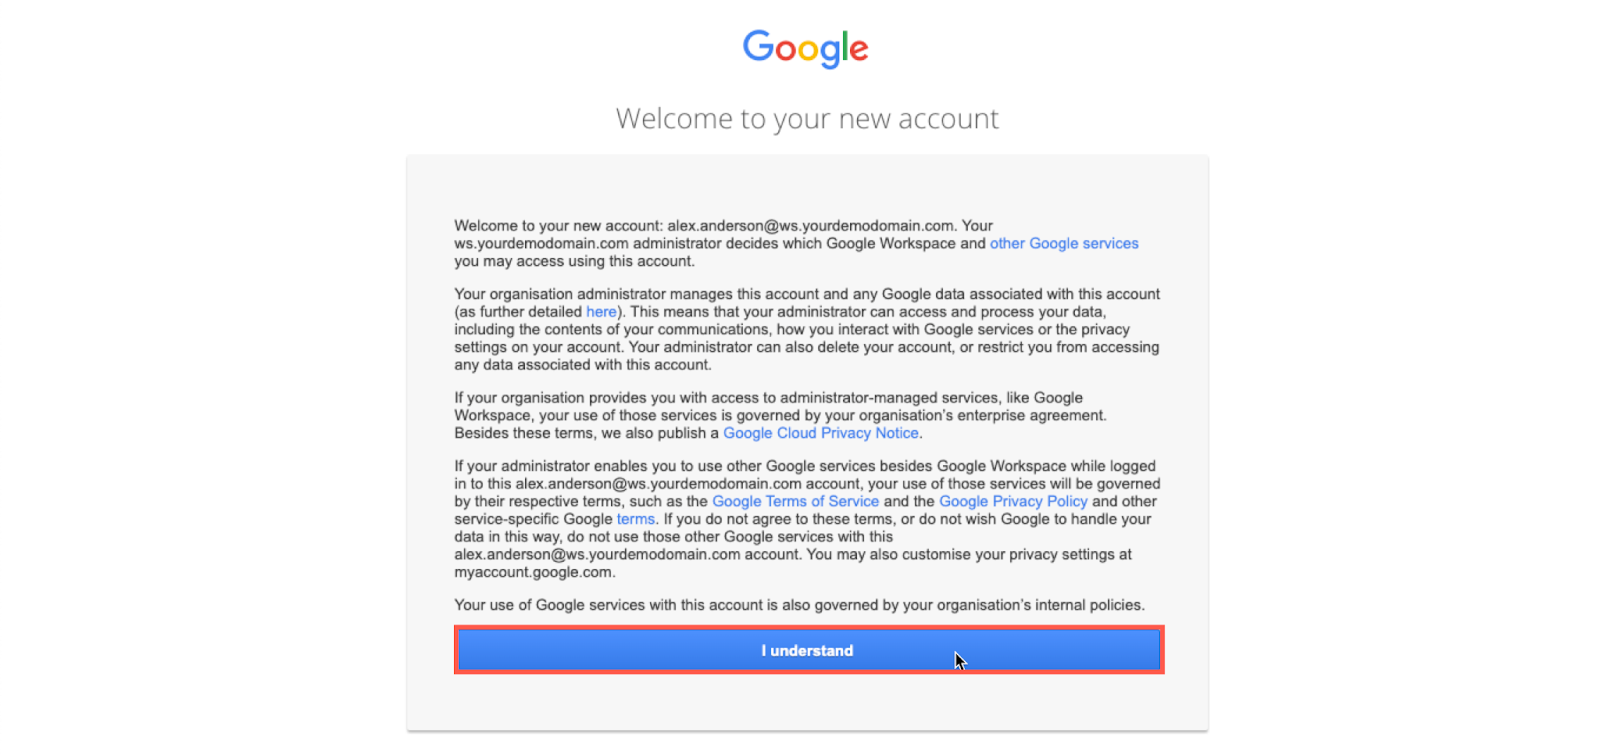 Google
Welcome to your new account
Welcome to your new account: alex.anderson@ws.yourdemodomain.com. Your
ws.yourdemodomain.com administrator decides which Google Workspace and other Google services
you may access using this account.
Your organisation administrator manages this account and any Google data associated with this account
(as further detailed here). This means that your administrator can access and process your data,
including the contents of your communications, how you interact with Google services or the privacy
settings on your account. Your administrator can also delete your account, or restrict you from accessing
any data associated with this account.
If your organisation provides you with access to administrator-managed services, like Google
Workspace, your use of those services is governed by your organisation's enterprise agreement.
Besides these terms, we also publish a Google Cloud Privacy Notice.
If your administrator enables you to use other Google services besides Google Workspace while logged
in to this alex.anderson@ws.yourdemodomain.com account, your use of those services will be governed
by their respective terms, such as the Google Terms of Service and the Google Privacy Policy and other
service-specific Google terms. If you do not agree to these terms, or do not wish Google to handle your
data in this way, do not use those other Google services with this
alex.anderson@ws.yourdemodomain.com account. You may also customise your privacy settings at
myaccount.google.com.
Your use of Google services with this account is also governed by your organisation's internal policies.
I understand